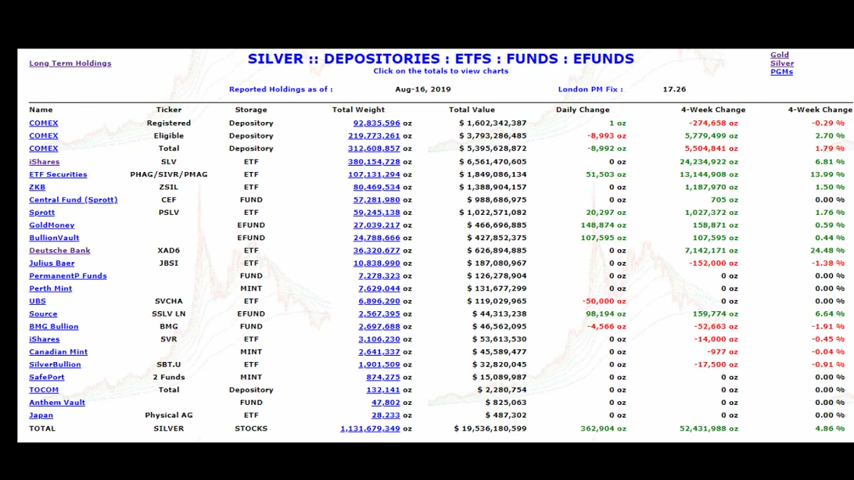 SILVER :: DEPOSITORIES : ETFS : FUNDS : EFUNDS
Long Term Holdings
Gold
Silver
PGMs
Click on the totals to view charts
Reported Holdings as of : Aug-16, 2019 London PM Fix : 17.26
Name Ticker Storage Total Weight Total Value Daily Change 4-Week Change 4-Week Change
COMEX Registered Depository 92,835,596 oz $ 1,602,342,387 1 oz -274,658 oz -0.29 %
COMEX Eligible Depository 219,773,261 oz $ 3,793,286,485 -8,993 oz 5,779,499 oz 2.70 %
COMEX Total Depository 312,608,857 oz $ 5,395,628,872 -8,992 oz 5,504,841 oz 1.79 %
iShares SLV ETF 380,154,728 oz $ 6,561,470,605 0 oz 24,234,922 oz 6.81 %
ETF Securities PHAG/SIVR/PMAG ETF 107,131,294 oz $ 1,849,086,134 51,503 oz 13,144,908 oz 13.99 %
ZKB ZSIL ETF 80,469,534 oz $ 1,388,904,157 0 oz 1,187,970 oz 1.50 %
Central Fund (Sprott) CEF FUND 57,281,980 oz $ 988,686,975 0 oz 705 oz 0.00 %
Sprott PSLV ETF 59,245,138 oz $ 1,022,571,082 20,297 oz 1,027,372 oz 1.76 %
GoldMoney EFUND 27,039,217 oz $ 466,696,885 148,874 oz 158,871 oz 0.59 %
BullionVault EFUND 24,788,666 oz $ 427,852,375 107,595 oz 107,595 oz 0.44 %
Deutsche Bank XAD6 ETF 36,320,677 oz $ 626,894,885 0 oz 7,142,171 oz 24.48 %
Julius Baer JBSI ETF 10,838,990 oz $ 187,080,967 0 oz -152,000 oz -1.38 %
PermanentP Funds FUND 7,278,323 oz $ 126,278,904 0 oz 0 oz 0.00 %
Perth Mint MINT 7,629,044 oz $ 131,677,299 0 oz 0 oz 0.00 %
UBS SVCHA ETF 6,896,290 oz $ 119,029,965 -50,000 oz 0 oz 0.00 %
Source SSLV LN EFUND 2,567,395 oz $ 44,313,238 98,194 oz 159,774 oz 6.64 %
BMG Bullion BMG FUND 2,697,688 oz $ 46,562,095 -4,566 oz -52,663 oz -1.91 %
iShares SVR ETF 3,106,230 oz $ 53,613,530 0 oz -14,000 oz -0.45 %
Canadian Mint MINT 2,641,337 oz $ 45,589,477 0 oz -977 oz -0.04 %
SilverBullion SBT.U ETF 1,901,509 oz $ 32,820,045 0 oz -17,500 oz -0.91 %
SafePort 2 Funds MINT 874,275 oz $ 15,089,987 0 oz 0 oz 0.00 %
TOCOM Total Depository 132,141 oz $ 2,280,754 0 oz 0 oz 0.00 %
Anthem Vault FUND 47,802 oz $ 825,063 0 oz 0 oz 0.00 %
Japan Physical AG ETF 28,233 oz $ 487,302 0 oz 0 oz 0.00 %
TOTAL SILVER STOCKS 1,131,679,349 oz $ 19,536,180,599 362,904 oz 52,431,988 oz 4.86 %